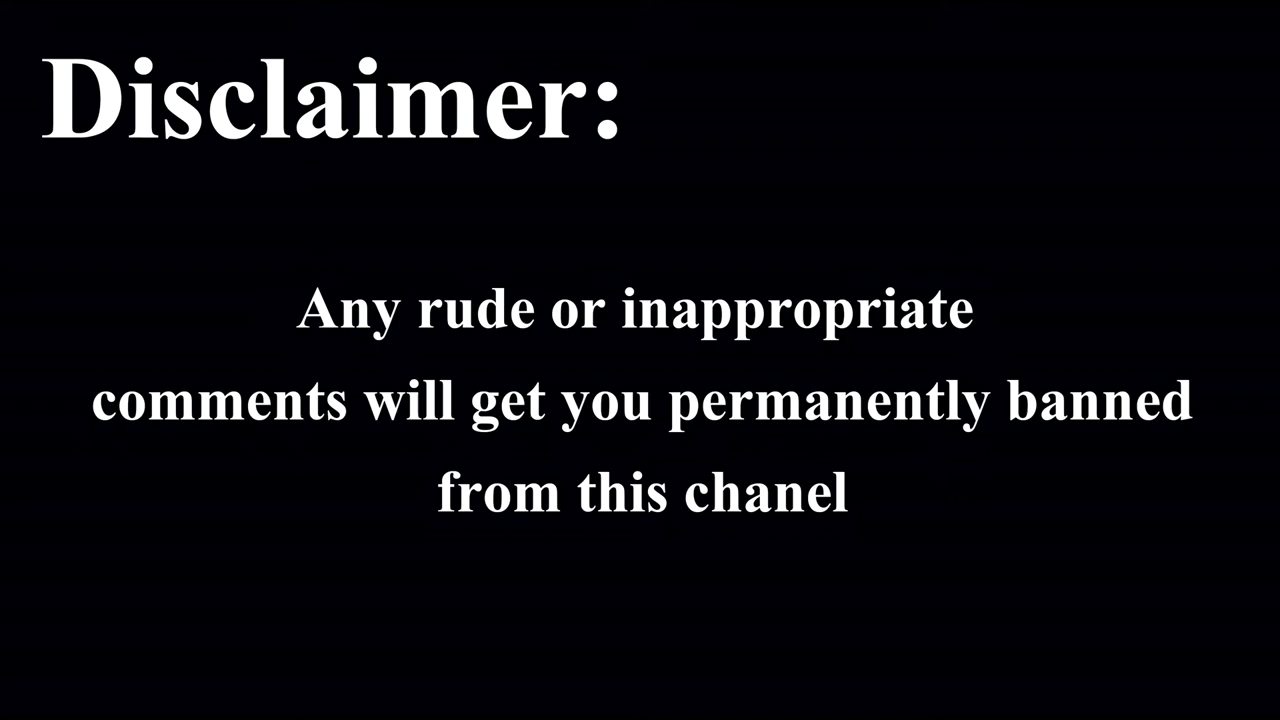 Disclaimer:
Any rude or inappropriate
comments will get you permanently banned
from this chanel